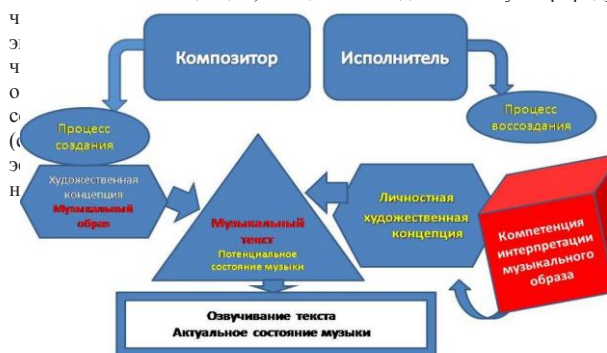 Композитор
Исполнитель
Процесс
создания
Процесс
воссоздания
Художественная
концепция
Музыкальный
образ
Музыкальный
текст
Потенциальное
состояние музыки
Личностная
художественная
концепция
Компетенция
интерпретации
музыкального
образа
Озвучивание текста
Актуальное состояние музыки